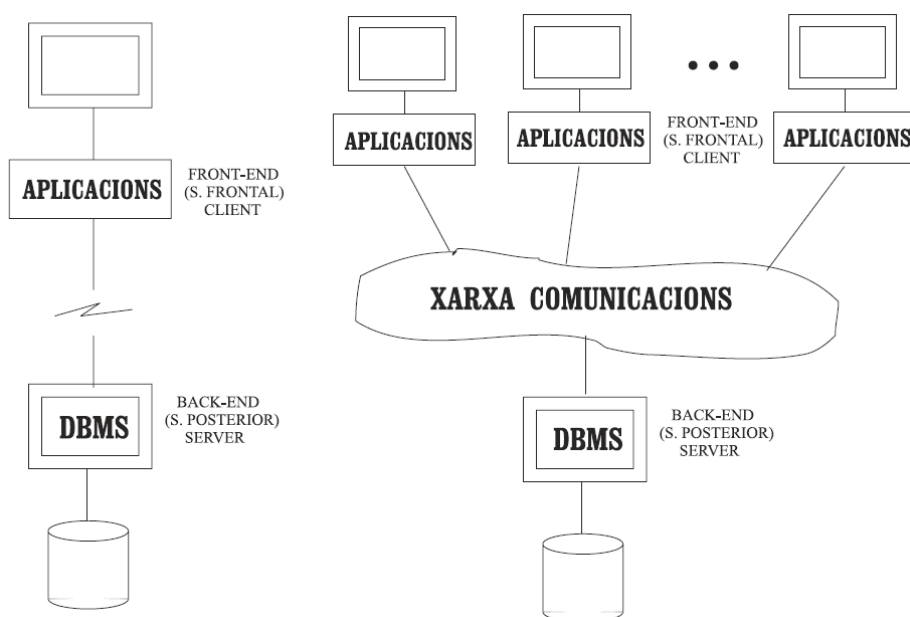 APLICACIONS
FRONT-END
(S. FRONTAL)
CLIENT
DBMS
BACK-END
(S. POSTERIOR)
SERVER
APLICACIONS
APLICACIONS
FRONT-END
(S. FRONTAL)
CLIENT
APLICACIONS
XARXA COMUNICACIONS
DBMS
BACK-END
(S. POSTERIOR)
SERVER